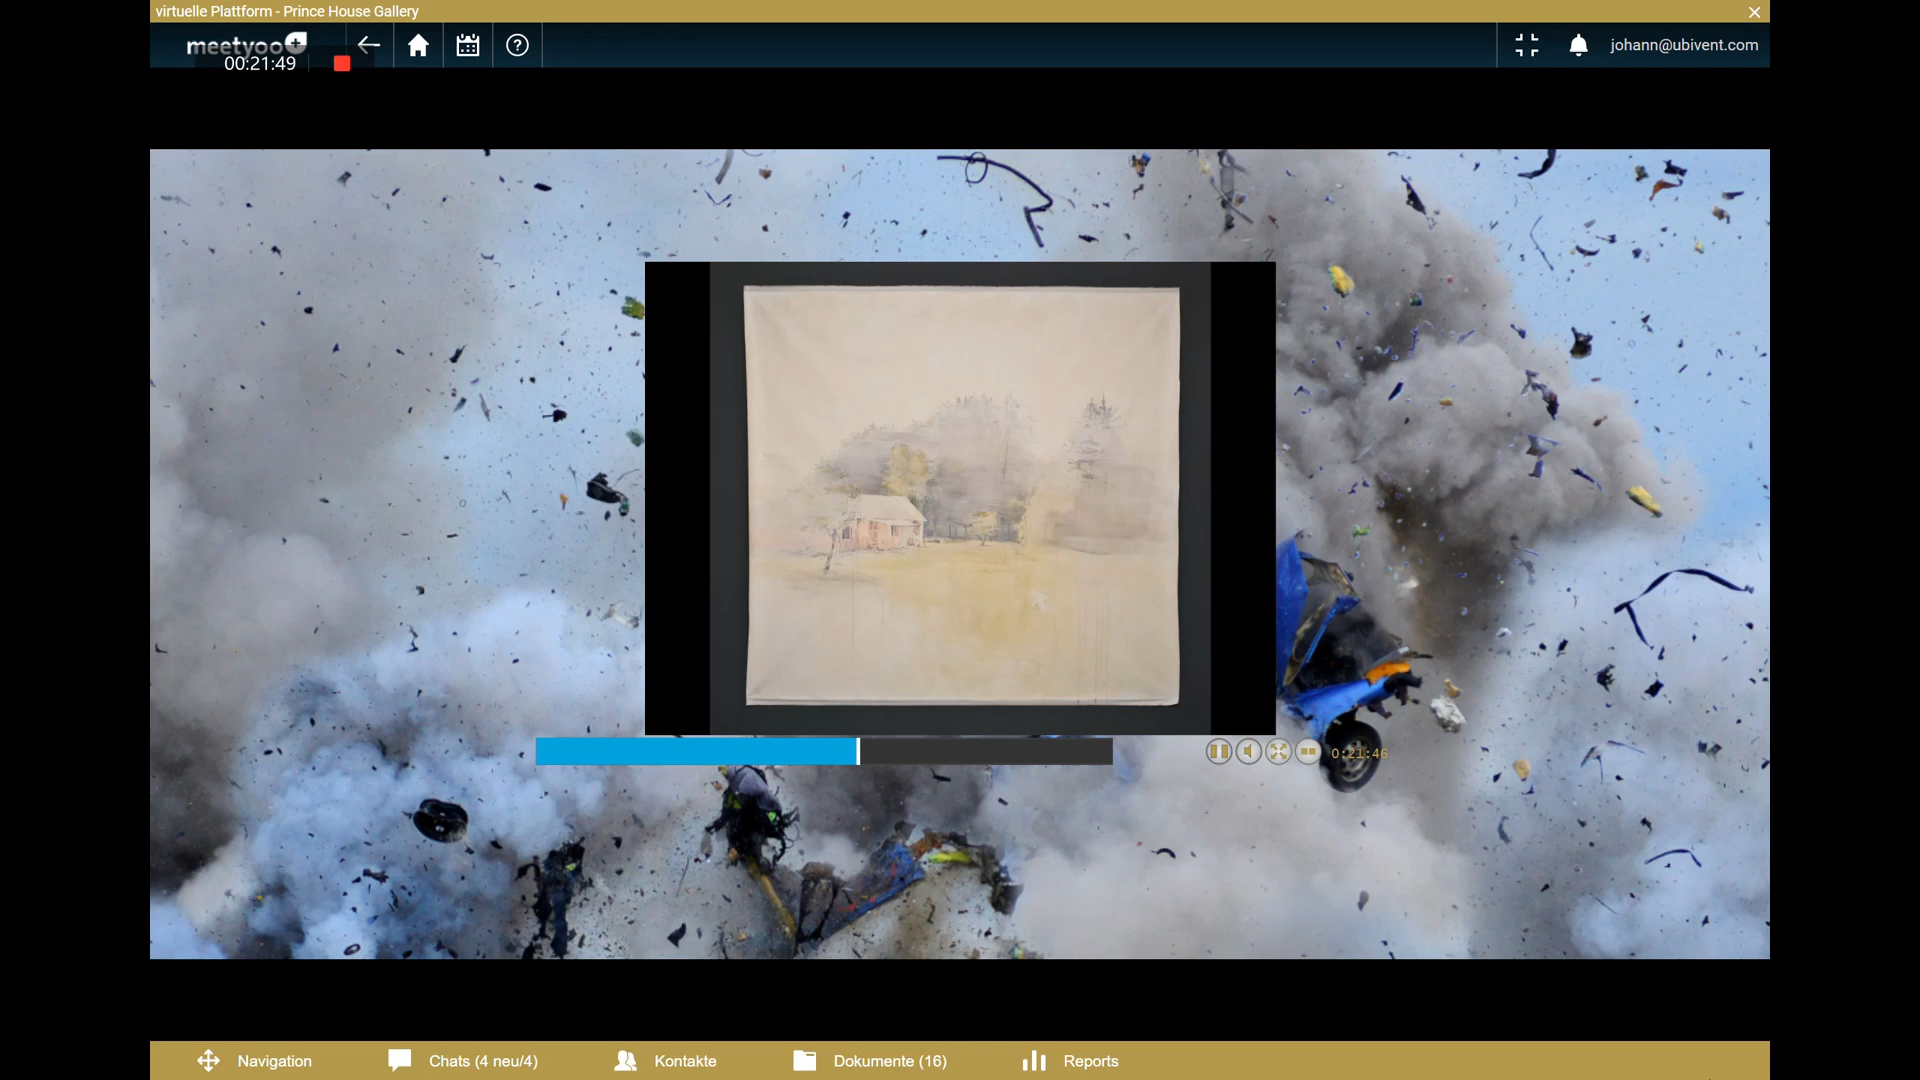 virtuelle Plattform - Prince House Gallery
meetyoo
00:21:49
johann@ubivent.com
0:21:46
Navigation
Chats (4 neu/4)
Kontakte
Dokumente (16)
Reports